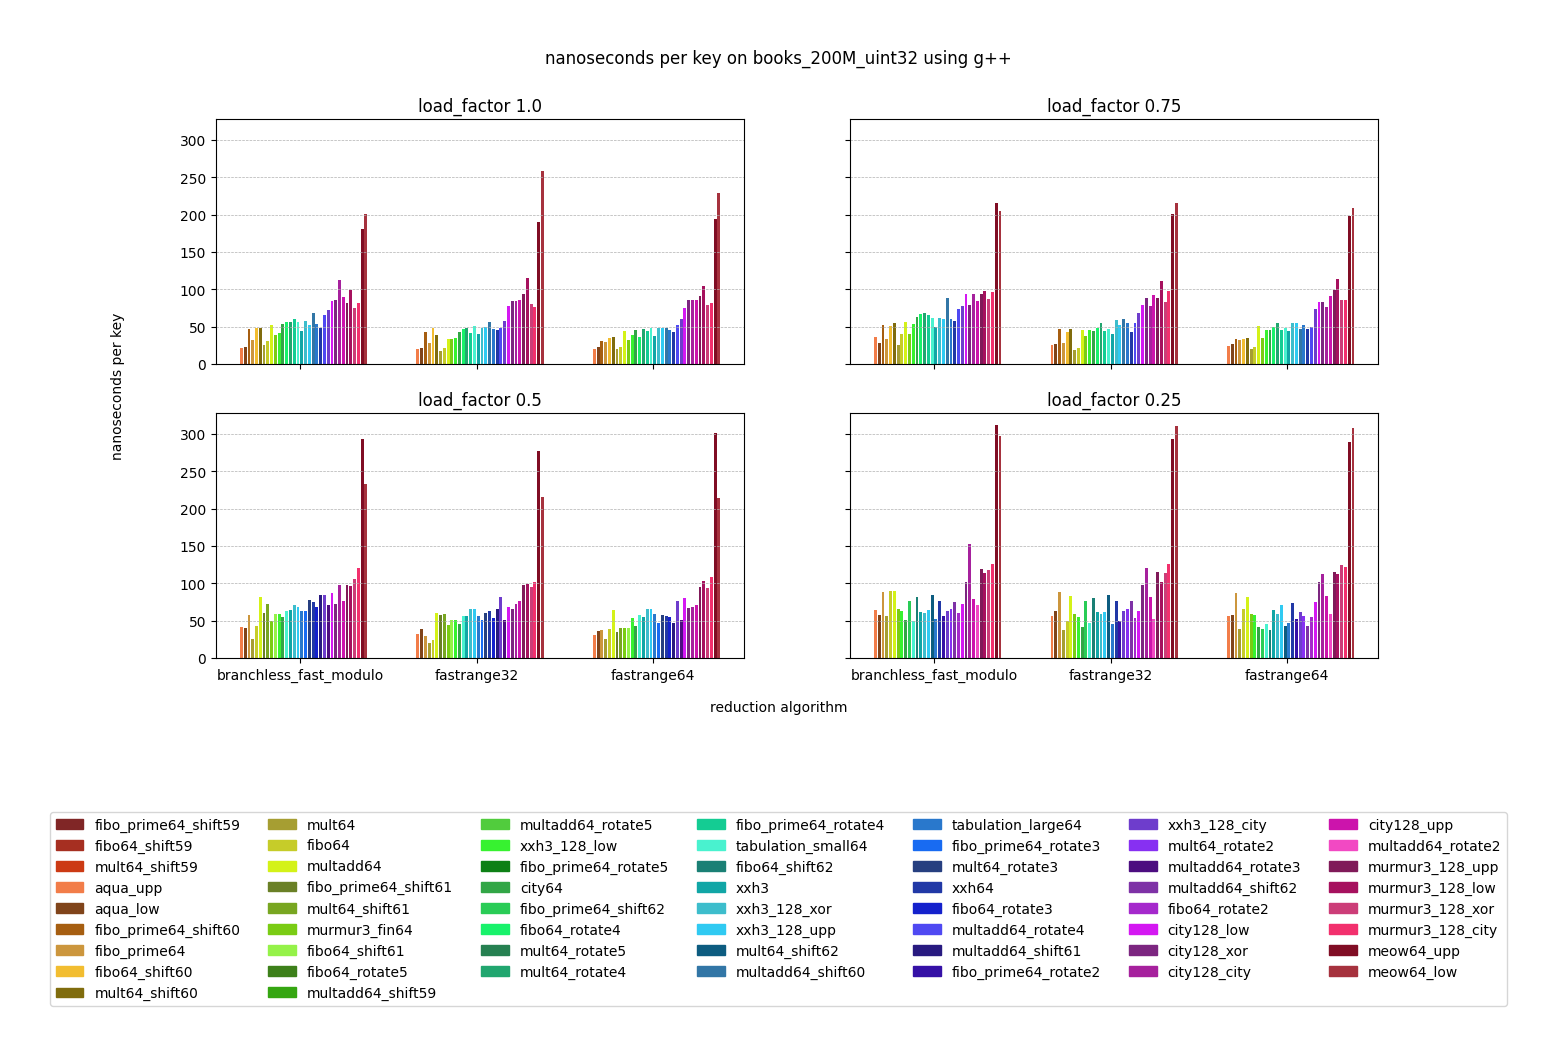 nanoseconds per key on books_200M_uint32 using g++
load_factor 1.0
load_factor 0.75
300
250
200
150
100
50
0
load_factor 0.5
load_factor 0.25
300
250
200
150
100
50
0
nanoseconds per key
branchless_fast_modulo fastrange32 fastrange64
branchless_fast_modulo fastrange32 fastrange64
reduction algorithm
fibo_prime64_shift59
fibo64_shift59
mult64_shift59
aqua_upp
aqua_low
fibo_prime64_shift60
fibo_prime64
fibo64_shift60
mult64_shift60
mult64
fibo64
multadd64
fibo_prime64_shift61
mult64_shift61
murmur3_fin64
fibo64_shift61
fibo64_rotate5
multadd64_shift59
multadd64_rotate5
xxh3_128_low
fibo_prime64_rotate5
city64
fibo_prime64_shift62
fibo64_rotate4
mult64_rotate5
mult64_rotate4
fibo_prime64_rotate4
tabulation_small64
fibo64_shift62
xxh3
xxh3_128_xor
xxh3_128_upp
mult64_shift62
multadd64_shift60
tabulation_large64
fibo_prime64_rotate3
mult64_rotate3
xxh64
fibo64_rotate3
multadd64_rotate4
multadd64_shift61
fibo_prime64_rotate2
xxh3_128_city
mult64_rotate2
multadd64_rotate3
multadd64_shift62
fibo64_rotate2
city128_low
city128_xor
city128_city
city128_upp
multadd64_rotate2
murmur3_128_upp
murmur3_128_low
murmur3_128_xor
murmur3_128_city
meow64_upp
meow64_low